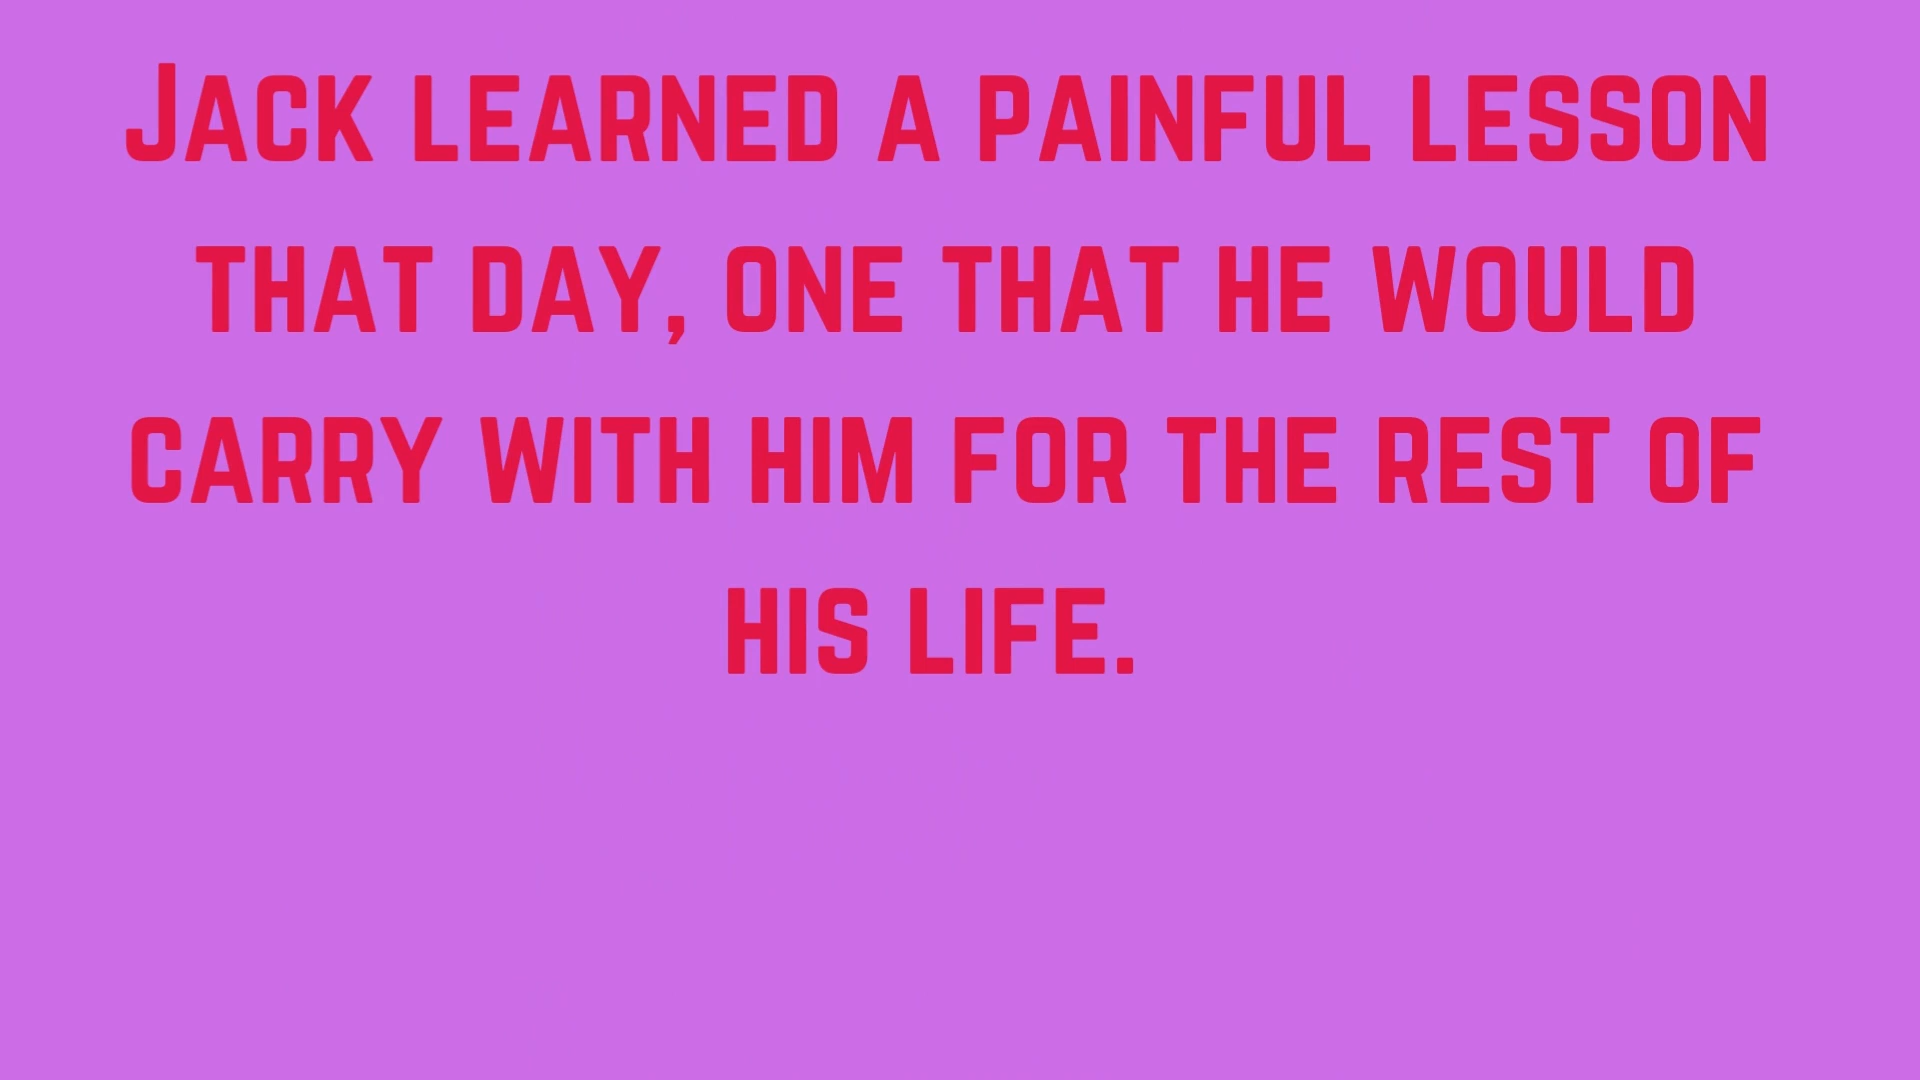 Jack learned a painful lesson
that day, one that he would
carry with him for the rest of
his life.